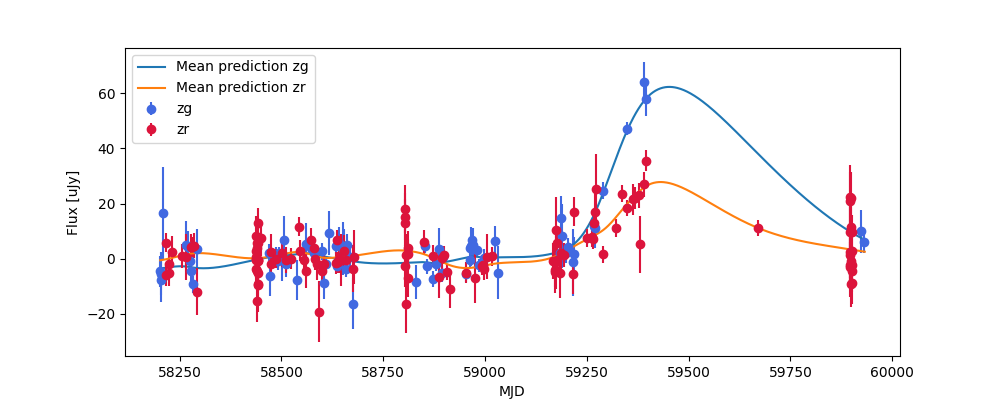 Mean prediction zg
Mean prediction zr
zg
zr
Flux [uJy]
60
40
20
0
−20
58250
58500
58750
59000
59250
59500
59750
60000
MJD